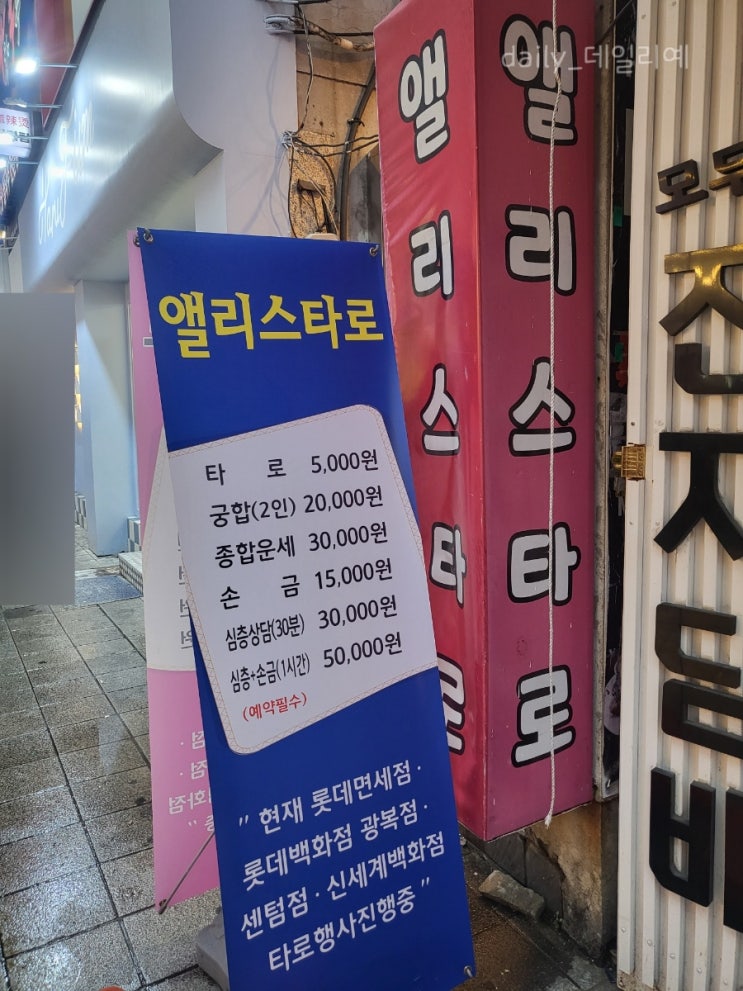 daily_데일리예
앨리스타로
앨리스타로
앨리스타로
타 로 5,000원
궁합(2인) 20,000원
종합운세 30,000원
손 금 15,000원
심층상담(30분) 30,000원
심층+손금(1시간) 50,000원
(예약필수)
" 현재 롯데면세점·
롯데백화점 광복점·
센텀점·신세계백화점
타로행사진행중 "